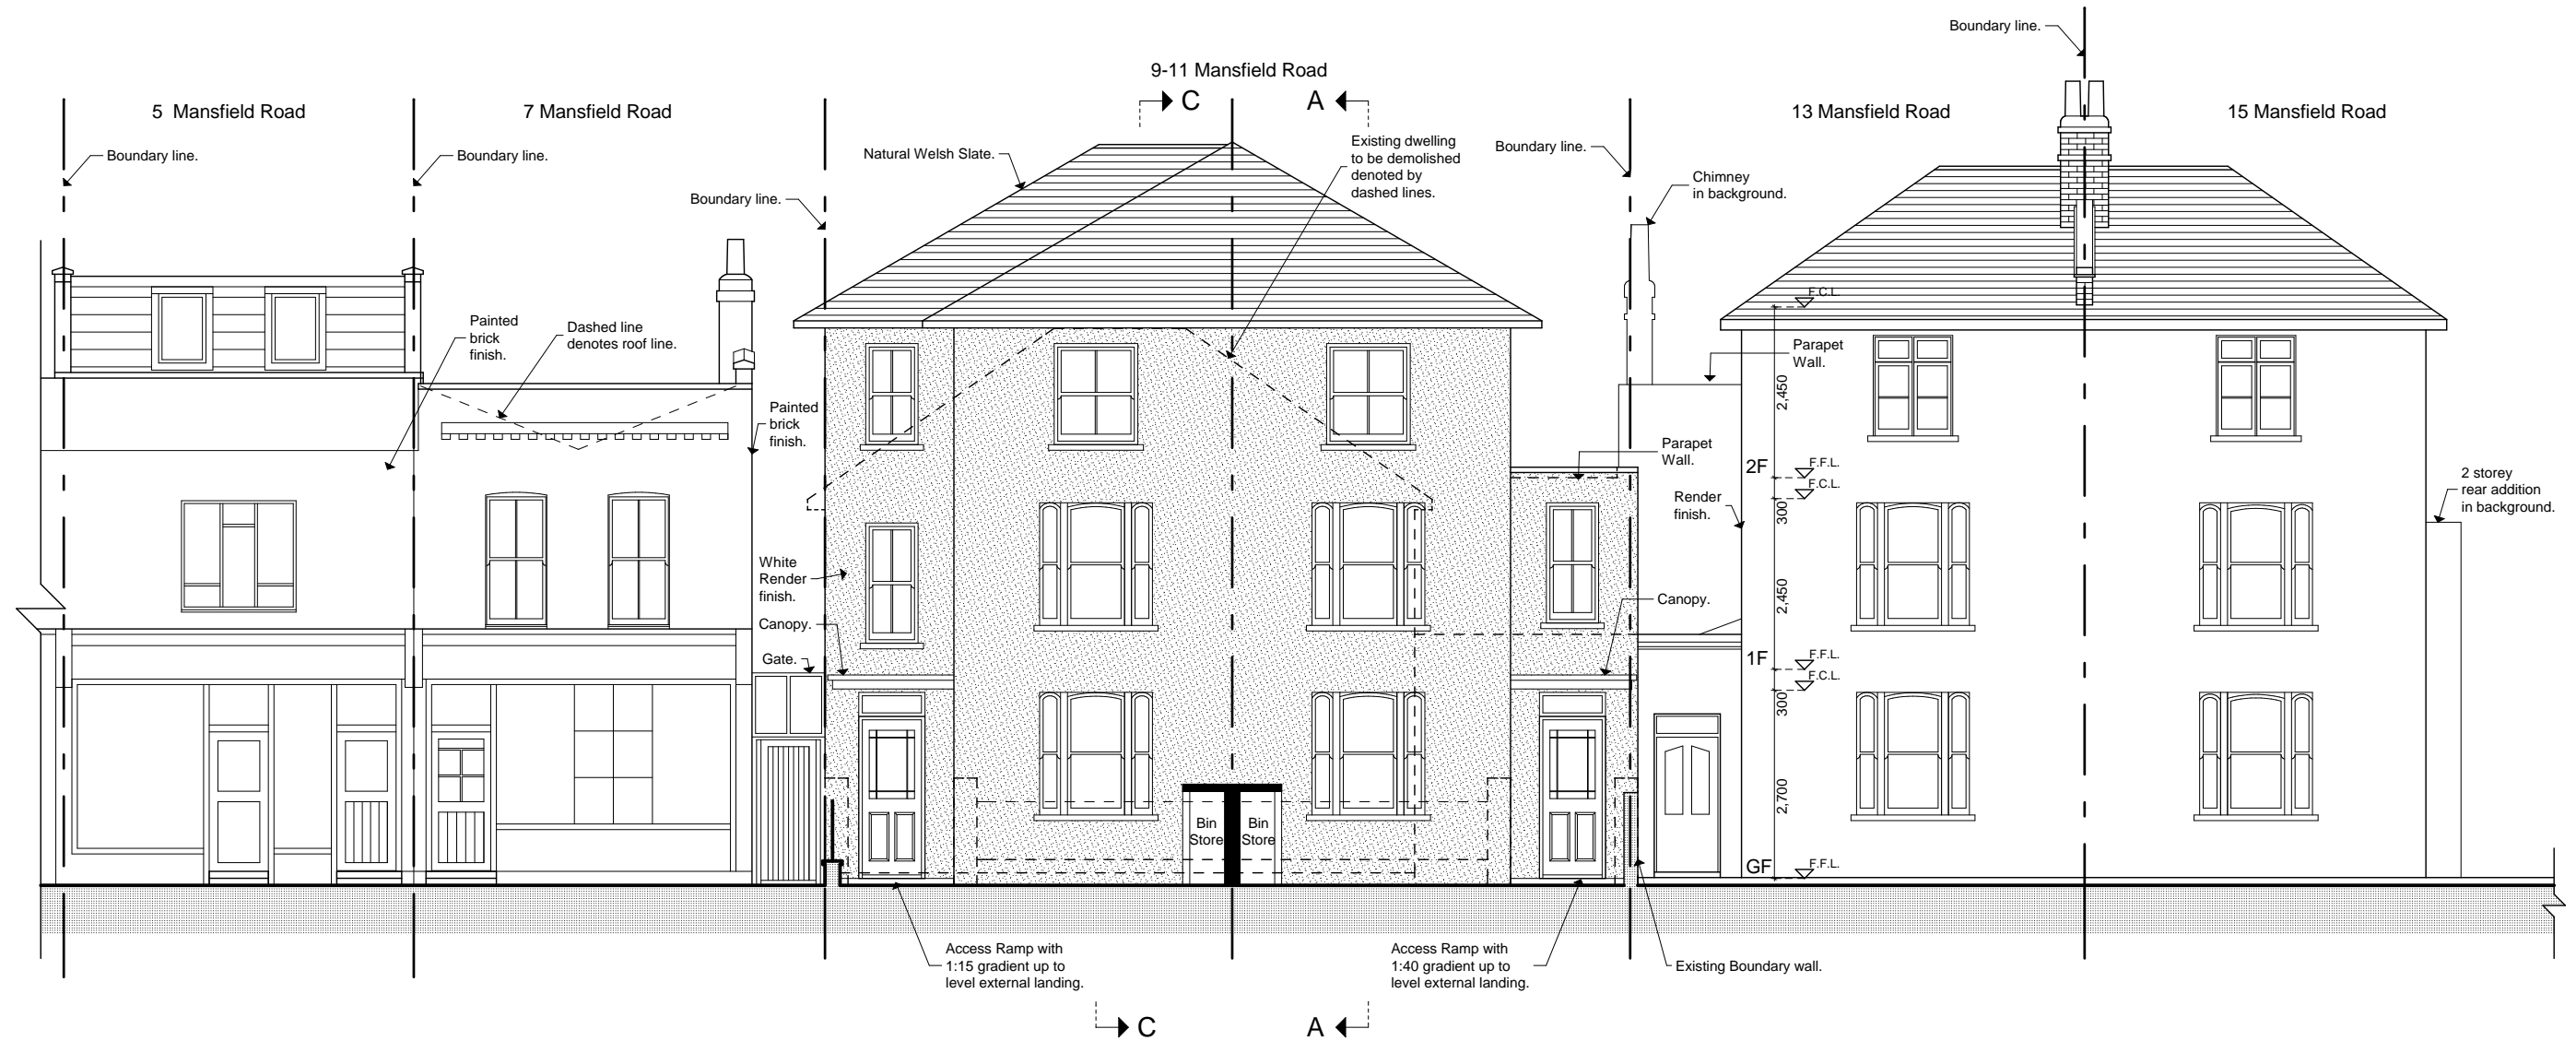 Boundary line.
9-11 Mansfield Road
C
A
5 Mansfield Road
7 Mansfield Road
13 Mansfield Road
15 Mansfield Road
Boundary line.
Boundary line.
Natural Welsh Slate.
Existing dwelling
to be demolished
denoted by
dashed lines.
Boundary line.
Boundary line.
Chimney
in background.
Painted
brick
finish.
Dashed line
denotes roof line.
F.C.L.
Parapet
Wall.
2,450
Painted
brick
finish.
Parapet
Wall.
2F
F.F.L.
F.C.L.
300
Render
finish.
2 storey
rear addition
in background.
White
Render
finish.
Canopy.
Canopy.
2,450
Gate.
1F
F.F.L.
F.C.L.
300
2,700
Bin
Store
Bin
Store
GF
F.F.L.
Access Ramp with
1:15 gradient up to
level external landing.
Access Ramp with
1:40 gradient up to
level external landing.
Existing Boundary wall.
C
A